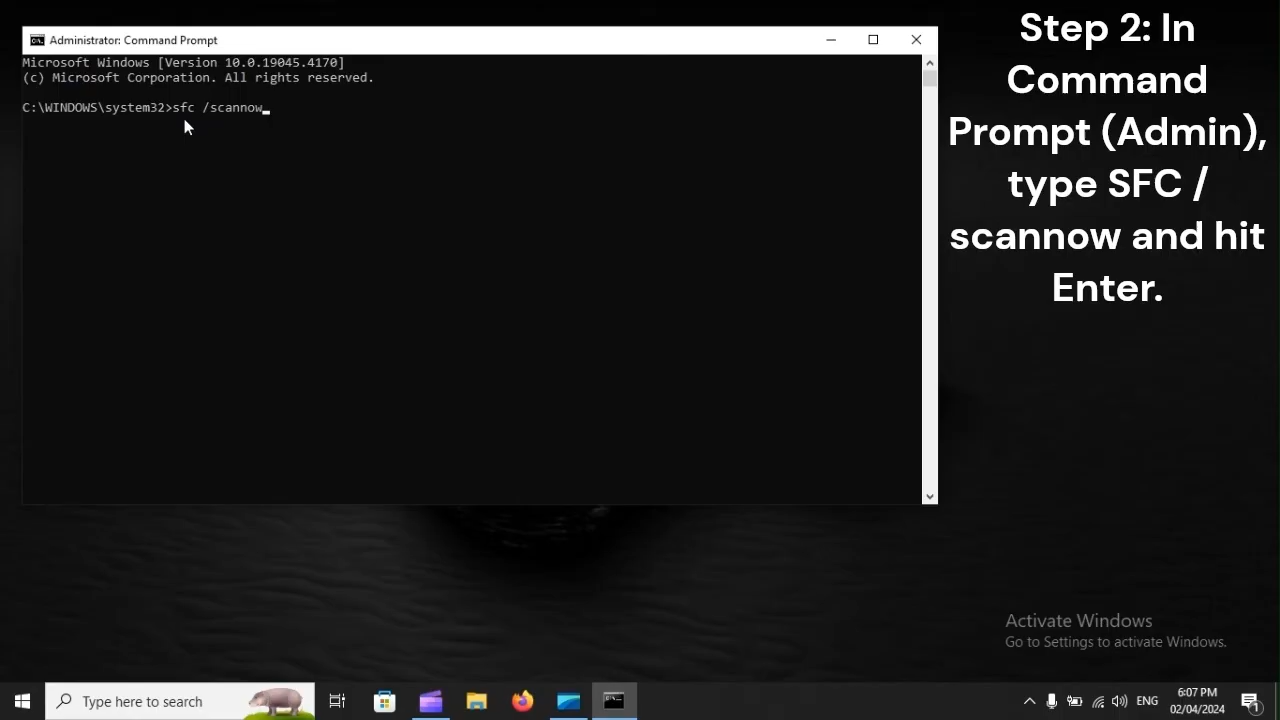 Administrator: Command Prompt
Microsoft Windows [Version 10.0.19045.4170]
(c) Microsoft Corporation. All rights reserved.
C:\WINDOWS\system32>sfc /scannow
Step 2: In
Command
Prompt (Admin),
type SFC /
scannow and hit
Enter.
Activate Windows
Go to Settings to activate Windows.
Type here to search
ENG
6:07 PM
02/04/2024
1